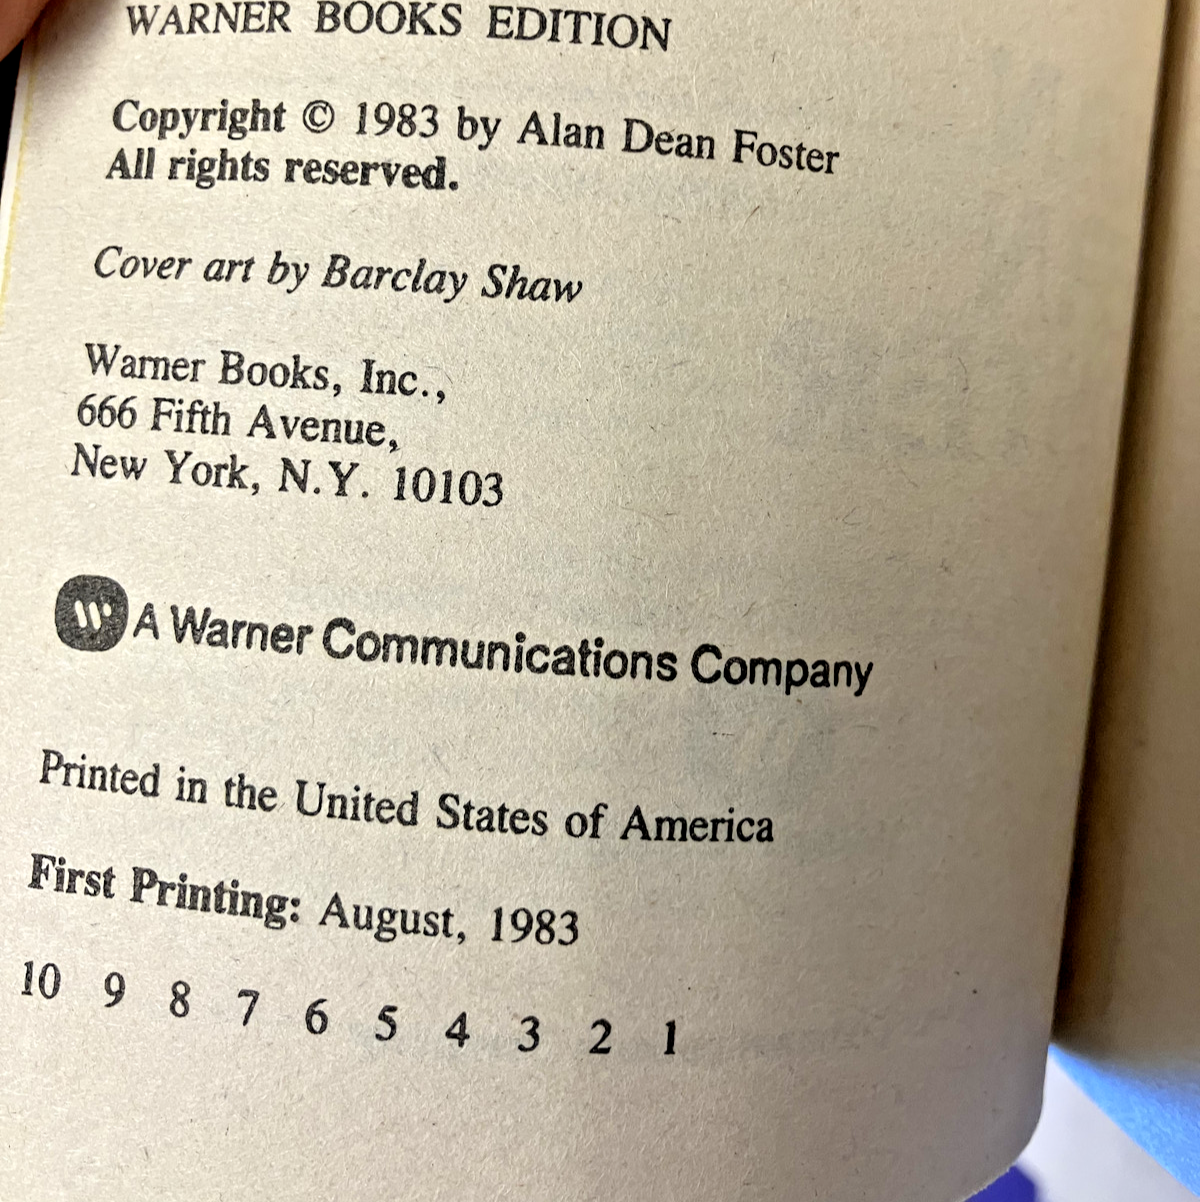 WARNER BOOKS EDITION
Copyright © 1983 by Alan Dean Foster
All rights reserved.
Cover art by Barclay Shaw
Warner Books, Inc.,
666 Fifth Avenue,
New York, N.Y. 10103
A Warner Communications Company
Printed in the United States of America
First Printing: August, 1983
10 9 8 7 6 5 4 3 2 1